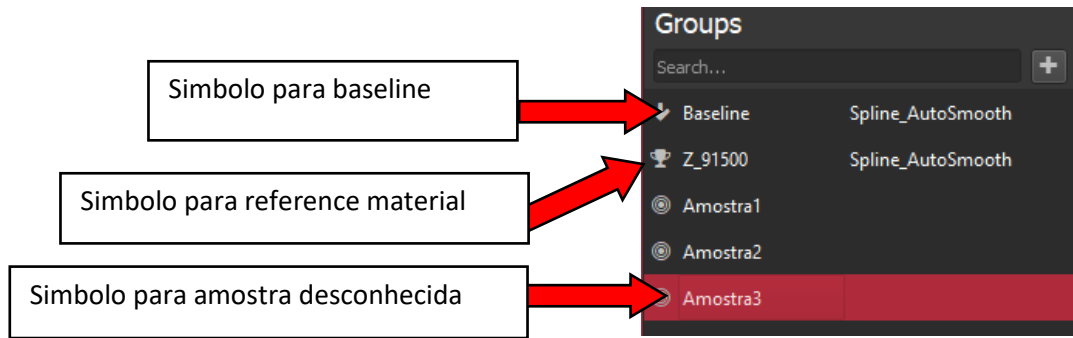 Groups
Search...
Simbolo para baseline
Baseline Spline_AutoSmooth
Z_91500 Spline_AutoSmooth
Simbolo para reference material
Amostra1
Amostra2
Simbolo para amostra desconhecida
Amostra3